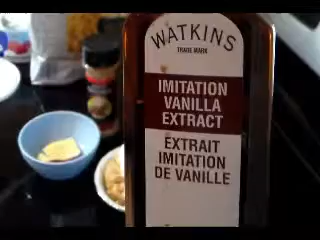 WATKINS
TRADE MARK
IMITATION
VANILLA
EXTRACT
EXTRAIT
IMITATION
DE VANILLE